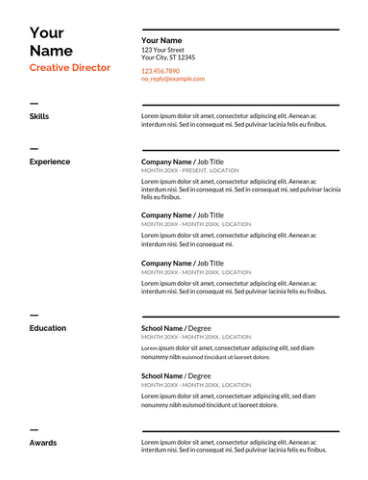 Your
Name
Creative Director
Your Name
123 Your Street
Your City, ST 12345
123.456.7890
no_reply@example.com
Skills
Lorem ipsum dolor sit amet, consectetur adipiscing elit. Aenean ac
interdum nisi. Sed in consequat mi. Sed pulvinar lacinia felis eu finibus.
Experience
Company Name / Job Title
MONTH 20XX - PRESENT, LOCATION
Lorem ipsum dolor sit amet, consectetur adipiscing elit. Aenean ac
interdum nisi. Sed in consequat mi. Sed in consequat mi, sed pulvinar lacinia
felis eu finibus.
Company Name / Job Title
MONTH 20XX - MONTH 20XX, LOCATION
Lorem ipsum dolor sit amet, consectetur adipiscing elit. Aenean ac
interdum nisi. Sed in consequat mi.
Company Name / Job Title
MONTH 20XX - MONTH 20XX, LOCATION
Lorem ipsum dolor sit amet, consectetur adipiscing elit. Aenean ac
interdum nisi. Sed in consequat mi. Sed pulvinar lacinia felis eu finibus.
Education
School Name / Degree
MONTH 20XX - MONTH 20XX, LOCATION
Lorem ipsum dolor sit amet, consectetuer adipiscing elit, sed diam
nonummy nibh euismod tincidunt ut laoreet dolore.
School Name / Degree
MONTH 20XX - MONTH 20XX, LOCATION
Lorem ipsum dolor sit amet, consectetuer adipiscing elit, sed diam
nonummy nibh euismod tincidunt ut laoreet dolore.
Awards
Lorem ipsum dolor sit amet, consectetur adipiscing elit. Aenean ac
interdum nisi. Sed in consequat mi. Sed pulvinar lacinia felis eu finibus.